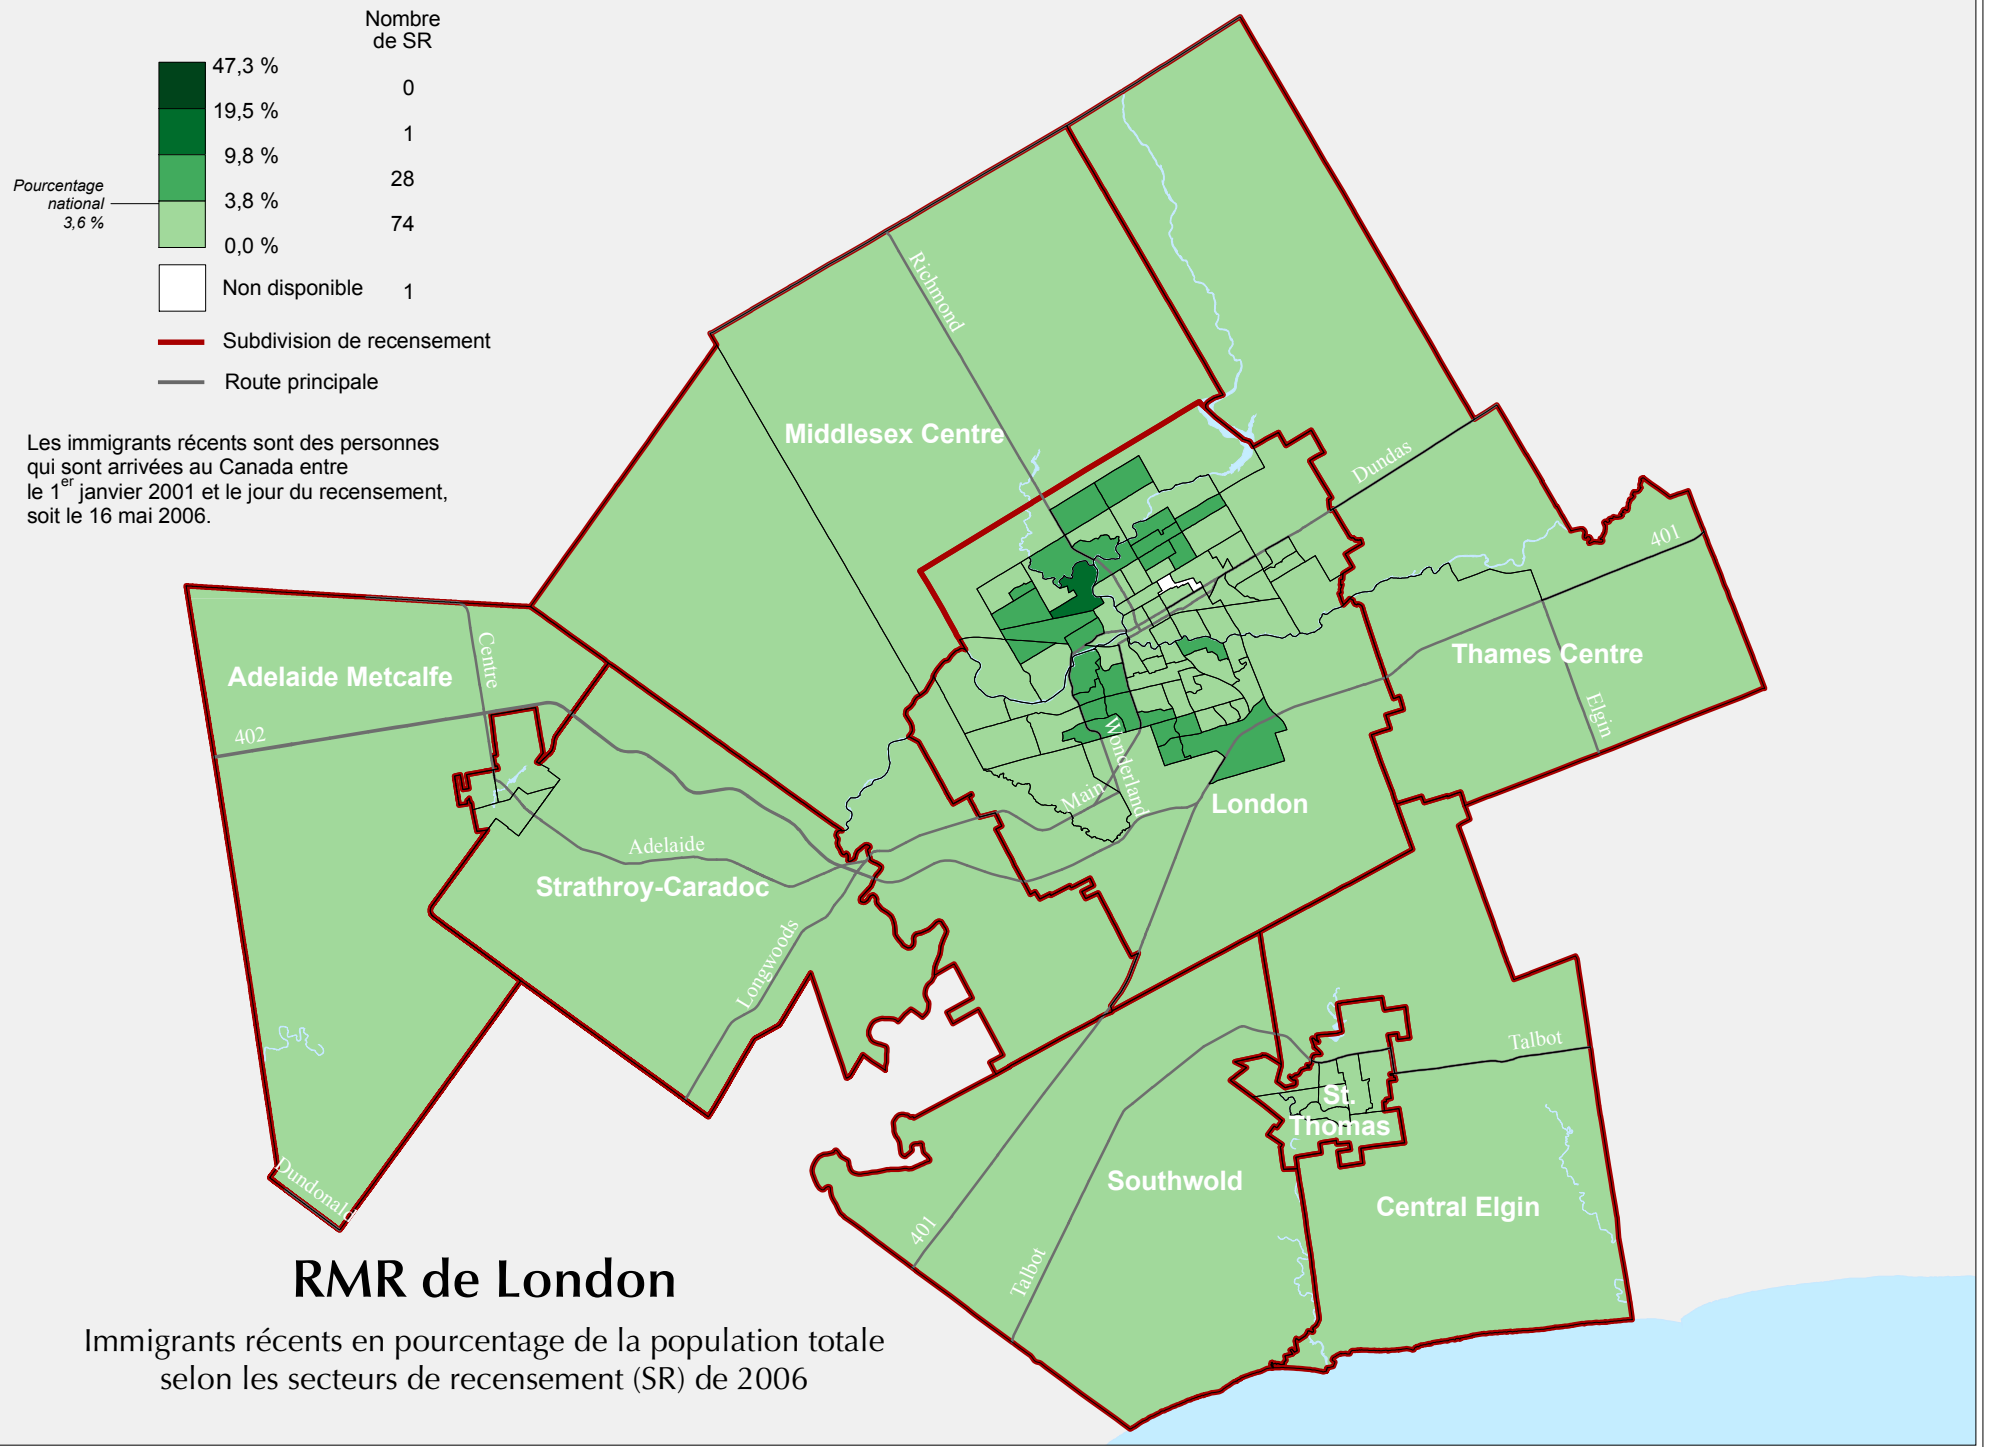 Nombre
de SR
47,3 %
0
19,5 %
1
9,8 %
28
3,8 %
74
0,0 %
Pourcentage
national
3,6 %
Non disponible 1
Subdivision de recensement
Route principale
Les immigrants récents sont des personnes
qui sont arrivées au Canada entre
le 1er janvier 2001 et le jour du recensement,
soit le 16 mai 2006.
Richmond
Middlesex Centre
Dundas
401
Thames Centre
Elgin
Centre
Adelaide Metcalfe
402
Wonderland
Main
London
Adelaide
Strathroy-Caradoc
Longwoods
Talbot
St.
Thomas
Southwold
Central Elgin
Dundonald
401
Talbot
RMR de London
Immigrants récents en pourcentage de la population totale
selon les secteurs de recensement (SR) de 2006